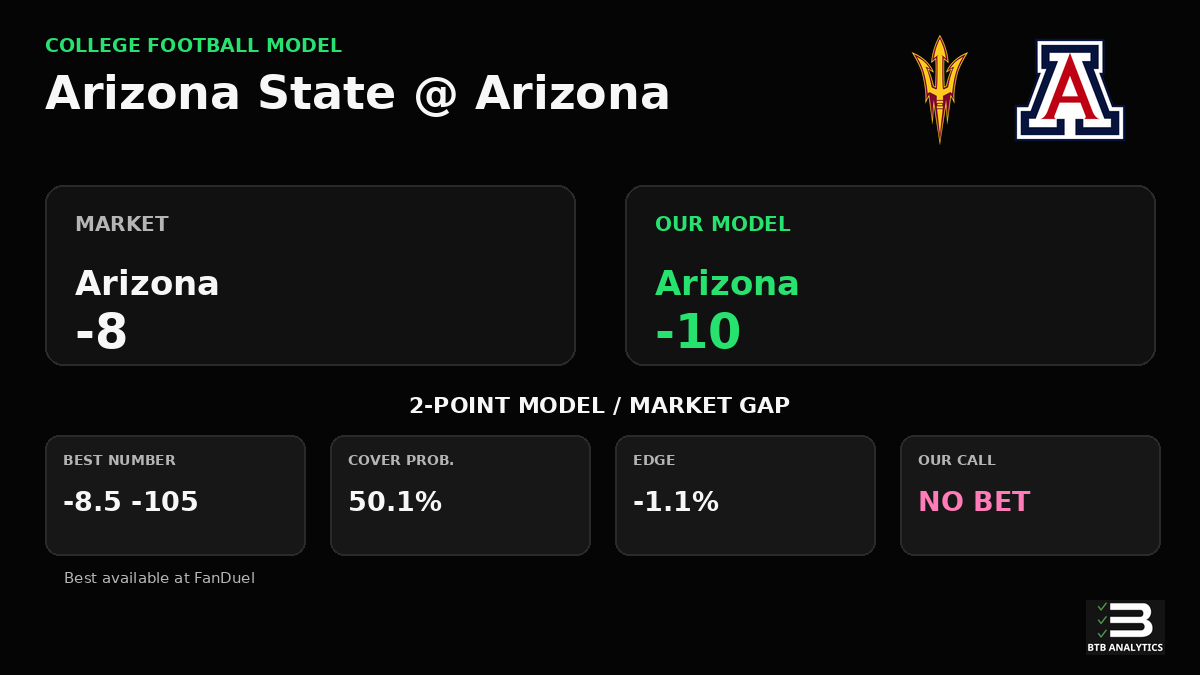 COLLEGE FOOTBALL MODEL
Arizona State @ Arizona
A
MARKET
Arizona
-8
OUR MODEL
Arizona
-10
2-POINT MODEL / MARKET GAP
BEST NUMBER
-8.5 -105
COVER PROB.
50.1%
EDGE
-1.1%
OUR CALL
NO BET
Best available at FanDuel
B
BTB ANALYTICS